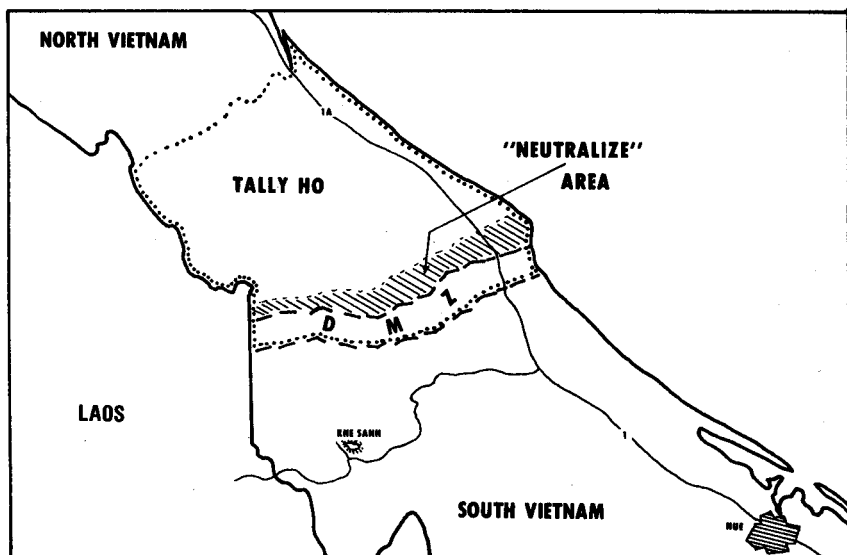 NORTH VIETNAM
1A
"NEUTRALIZE"
AREA
TALLY HO
D M Z
LAOS
KHE SANH
1
SOUTH VIETNAM
HUE